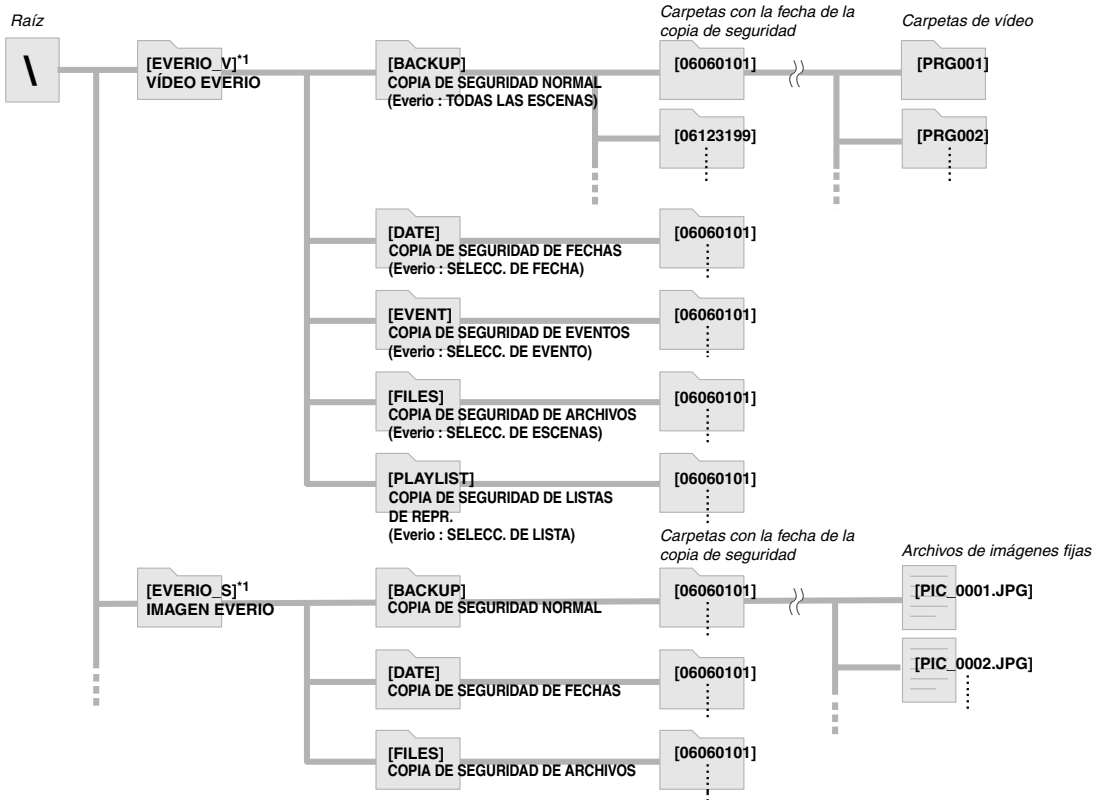 Raíz
\
[EVERIO_V]*1
VÍDEO EVERIO
[BACKUP]
COPIA DE SEGURIDAD NORMAL
(Everio : TODAS LAS ESCENAS)
Carpetas con la fecha de la
copia de seguridad
[06060101]
[06123199]
Carpetas de vídeo
[PRG001]
[PRG002]
[DATE]
COPIA DE SEGURIDAD DE FECHAS
(Everio : SELECC. DE FECHA)
[06060101]
[EVENT]
COPIA DE SEGURIDAD DE EVENTOS
(Everio : SELECC. DE EVENTO)
[06060101]
[FILES]
COPIA DE SEGURIDAD DE ARCHIVOS
(Everio : SELECC. DE ESCENAS)
[06060101]
[PLAYLIST]
COPIA DE SEGURIDAD DE LISTAS
DE REPR.
(Everio : SELECC. DE LISTA)
[06060101]
[EVERIO_S]*1
IMAGEN EVERIO
[BACKUP]
COPIA DE SEGURIDAD NORMAL
Carpetas con la fecha de la
copia de seguridad
[06060101]
Archivos de imágenes fijas
[PIC_0001.JPG]
[PIC_0002.JPG]
[DATE]
COPIA DE SEGURIDAD DE FECHAS
[06060101]
[FILES]
COPIA DE SEGURIDAD DE ARCHIVOS
[06060101]